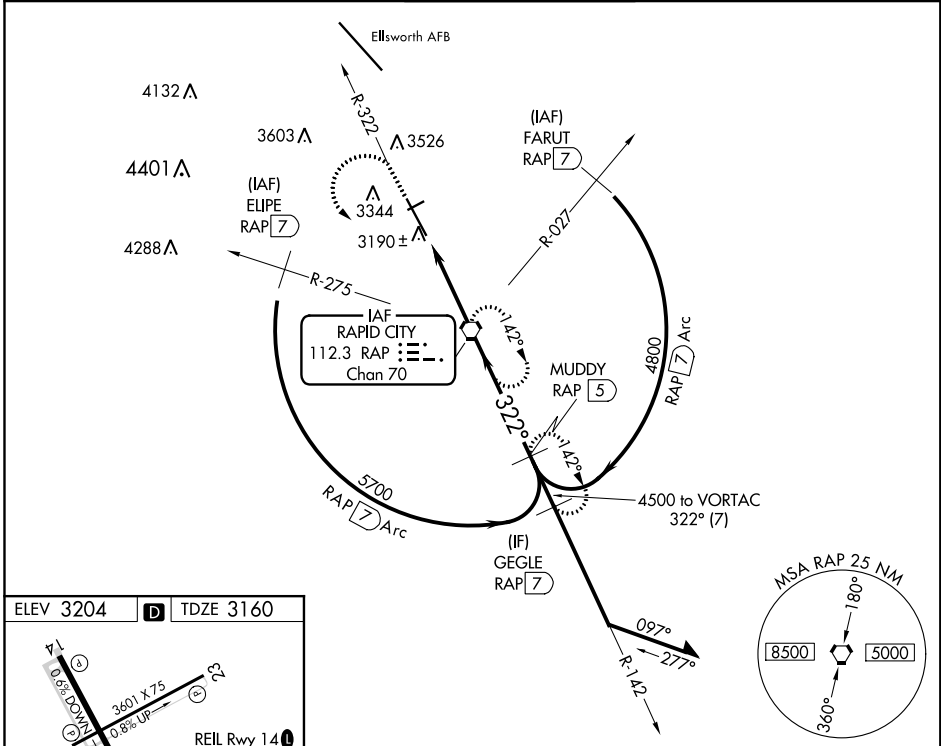 Ellsworth AFB
4132
R-322
3603
3526
(IAF)
FARUT
RAP 7
4401
(IAF)
ELIPE
RAP 7
3344
3190 ±
4288
R-027
R-275
IAF
RAPID CITY
112.3 RAP
Chan 70
142°
4800
RAP 7 Arc
MUDDY
RAP 5
322°
142°
5700
RAP 7 Arc
4500 to VORTAC
322° (7)
(IF)
GEGLE
RAP 7
097°
277°
R-142
MSA RAP 25 NM
180°
8500
5000
360°
ELEV 3204
D
TDZE 3160
14
P
0.6% DOWN
3601 X 75
0.8% UP
P
23
P
REIL Rwy 14 L